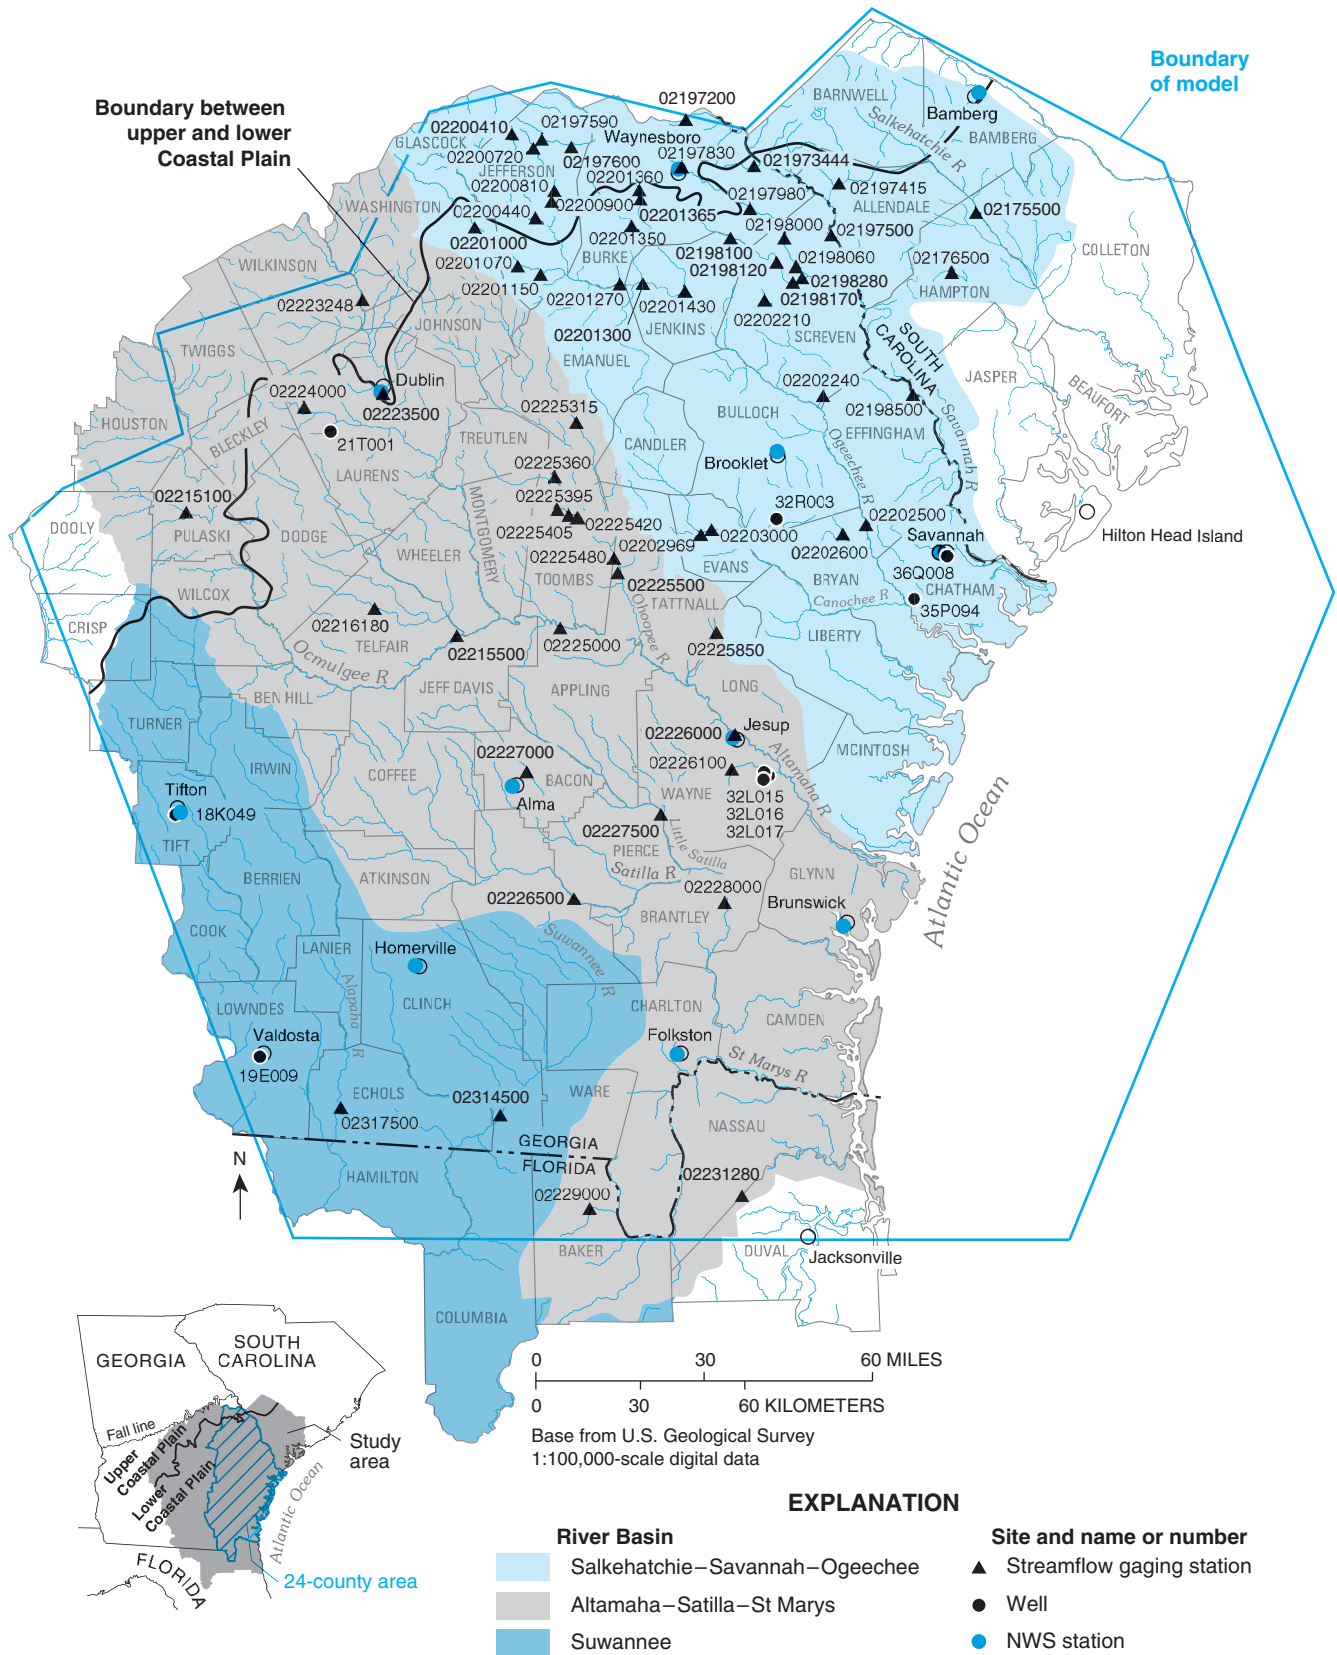 Boundary
of model
Boundary between
upper and lower
Coastal Plain
02197200
BARNWELL
Bamberg
Salkehatchie R
BAMBERG
02200410
02197590
Waynesboro
GLASCOCK
02200720
02197600
02197830
021973444
JEFFERSON
02201360
02200810
02197415
WASHINGTON
02200440
02200900
02201365
02197980
ALLENDALE
02175500
02198000
02197500
02201000
02201350
02198100
COLLETON
WILKINSON
02201070
BURKE
02198120
02198060
02176500
02201150
02201270
02201430
02198280
02198170
HAMPTON
02223248
JOHNSON
02201300
JENKINS
02202210
SCREVEN
SOUTH
CAROLINA
TWIGGS
EMANUEL
JASPER
BEAUFORT
Dublin
02224000
02223500
02225315
02202240
02198500
HOUSTON
BLECKLEY
21T001
TREUTLEN
CANDLER
BULLOCH
EFFINGHAM
Savannah R
Ogeechee R
LAURENS
02225360
Brooklet
02215100
MONTGOMERY
02225395
32R003
02202500
Hilton Head Island
DOOLY
PULASKI
DODGE
02225405
02225420
02202969
02203000
02202600
Savannah
WHEELER
02225480
EVANS
36Q008
TOOMBS
02225500
BRYAN
CHATHAM
WILCOX
TATTNALL
Canochee R
35P094
CRISP
02216180
Ohoopee R
LIBERTY
TELFAIR
02215500
02225000
02225850
Ocmulgee R
BEN HILL
JEFF DAVIS
APPLING
LONG
TURNER
02226000
Jesup
MCINTOSH
IRWIN
COFFEE
02227000
02226100
Altamaha R
Tifton
18K049
BACON
Alma
WAYNE
32L015
32L016
32L017
TIFT
02227500
Little Satilla
PIERCE
Satilla R
Atlantic Ocean
BERRIEN
ATKINSON
02226500
02228000
GLYNN
BRANTLEY
Brunswick
COOK
LANIER
Homerville
Suwannee R
Alapaha R
CLINCH
LOWNDES
CHARLTON
CAMDEN
Valdosta
Folkston
St Marys R
19E009
ECHOLS
02314500
WARE
02317500
NASSAU
GEORGIA
FLORIDA
N
HAMILTON
02231280
02229000
BAKER
DUVAL
Jacksonville
COLUMBIA
0 30 60 MILES
0 30 60 KILOMETERS
Base from U.S. Geological Survey
1:100,000-scale digital data
GEORGIA
SOUTH
CAROLINA
Fall line
Upper
Coastal Plain
Lower
Coastal Plain
Study
area
Atlantic Ocean
FLORIDA
24-county area
EXPLANATION
River Basin
Salkehatchie–Savannah–Ogeechee
Altamaha–Satilla–St Marys
Suwannee
Site and name or number
Streamflow gaging station
Well
NWS station